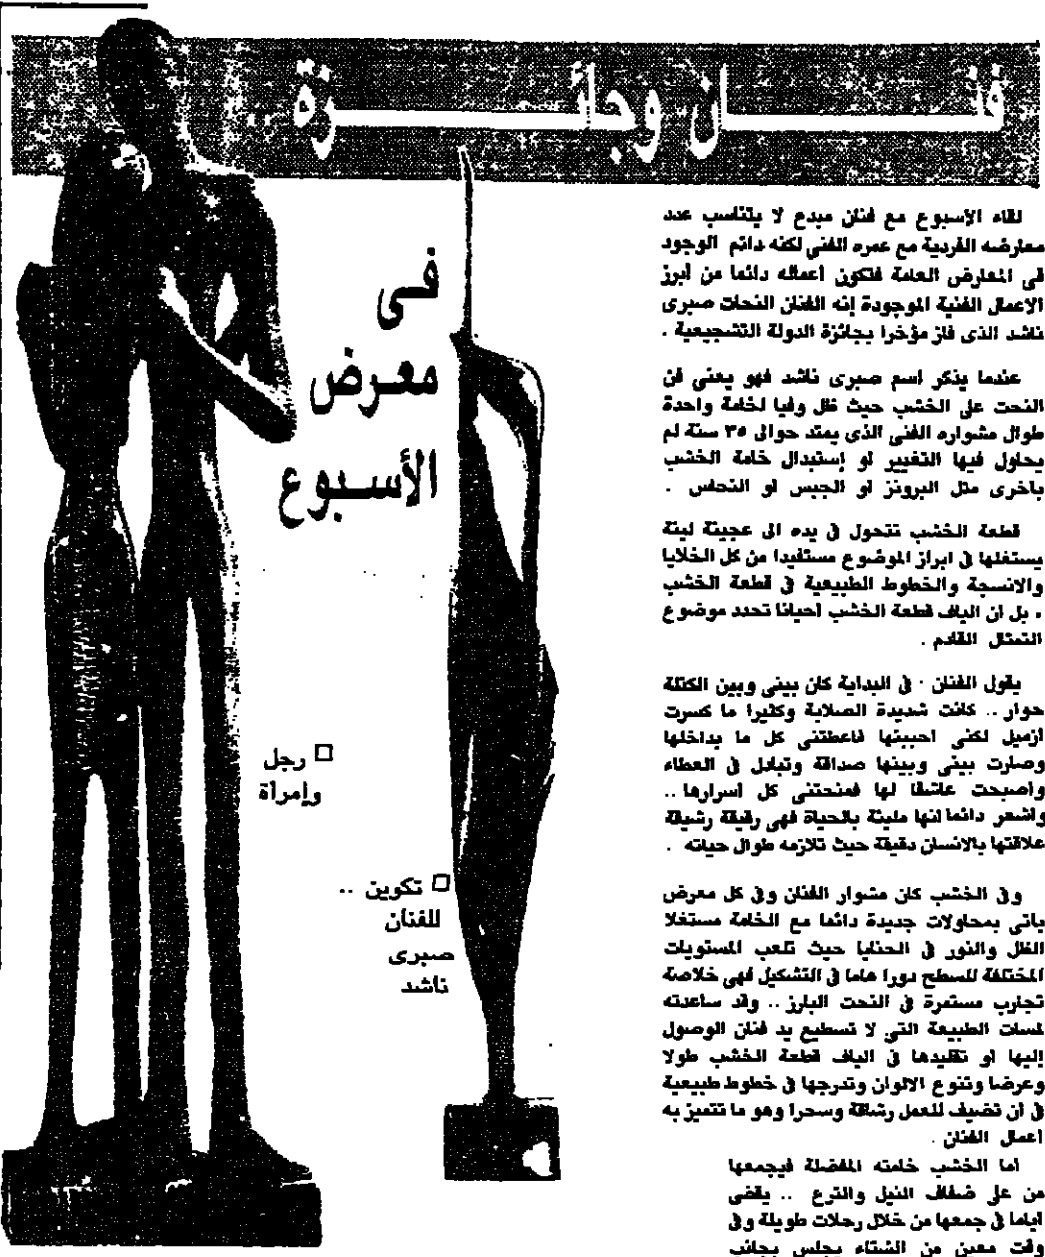 فنـــان وجائـــزة ..
فى
معرض
الأسبوع
لقاء الإسبوع مع فنان مبدع لا يتناسب عدد
معارضه الفردية مع عمره الفني لكنه دائم الوجود
فى المعارض العامة فتكون أعماله دائما من أبرز
الاعمال الفنية الموجودة إنه الفنان النحات صبرى
ناشد الذى فاز مؤخرا بجائزة الدولة التشجيعية .
عندما يذكر اسم صبرى ناشد فهو يعنى فن
النحت على الخشب حيث ظل وفيا لخامة واحدة
طوال مشواره الفنى الذى يمتد حوالى ٣٥ سنة لم
يحاول فيها التغيير او إستبدال خامة الخشب
باخرى مثل البرونز او الجبس او النحاس .
قطعة الخشب تتحول فى يده الى عجينة لينة
يستغلها فى ابراز الموضوع مستفيدا من كل الخلايا
والانسجة والخطوط الطبيعية فى قطعة الخشب
، بل ان الياف قطعة الخشب احيانا تحدد موضوع
التمثال القادم .
يقول الفنان · فى البداية كان بينى وبين الكتلة
حوار .. كانت شديدة الصلابة وكثيرا ما كسرت
ازميل لكنى احببتها فاعطتنى كل ما بداخلها
وصارت بينى وبينها صداقة وتبادل فى العطاء
واصبحت عاشقا لها فمنحتنى كل اسرارها ..
واشعر دائما انها مليئة بالحياة فهى رقيقة رشيقة
علاقتها بالانسان دقيقة حيث تلازمه طوال حياته .
وفى الخشب كان مشوار الفنان وفى كل معرض
ياتى بمحاولات جديدة دائما مع الخامة مستغلا
الظل والنور فى الحنايا حيث تلعب المستويات
المختلفة للسطح دورا هاما فى التشكيل فهى خلاصة
تجارب مستمرة فى النحت البارز .. وقد ساعدته
لمسات الطبيعة التى لا تسطيع يد فنان الوصول
إليها او تقليدها فى الياف قطعة الخشب طولا
وعرضا وتنوع الالوان وتدرجها فى خطوط طبيعية
فى أن تضيف للعمل رشاقة وسحرا وهو ما تتميز به
اعمال الفنان .
أما الخشب خامته المفضلة فيجمعها
من على ضفاف النيل والترع .. يقضى
اياما فى جمعها من خلال رحلات طويلة وفى
وقت معين من الشتاء يجلس بجانب
□ رجل
وإمرأة
□ تكوين ..
للفنان
صبرى
ناشد